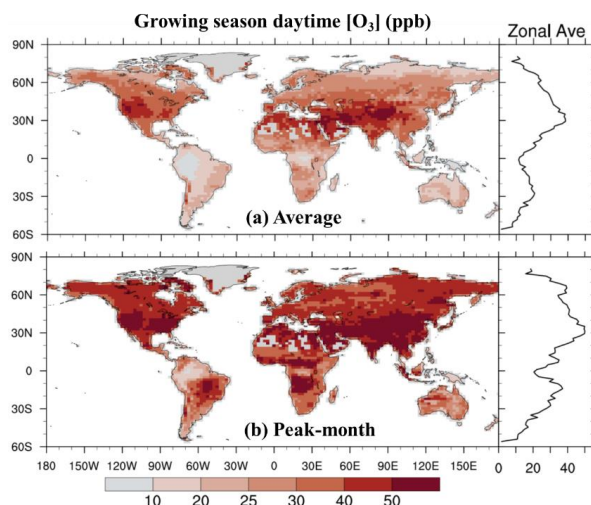 Growing season daytime [O₃] (ppb)
Zonal Ave
90N
60N
30N
0
30S
60S
(a) Average
90N
60N
30N
0
30S
60S
(b) Peak-month
180 150W 120W 90W 60W 30W 0 30E 60E 90E 120E 150E 0 20 40
10 20 25 30 40 50